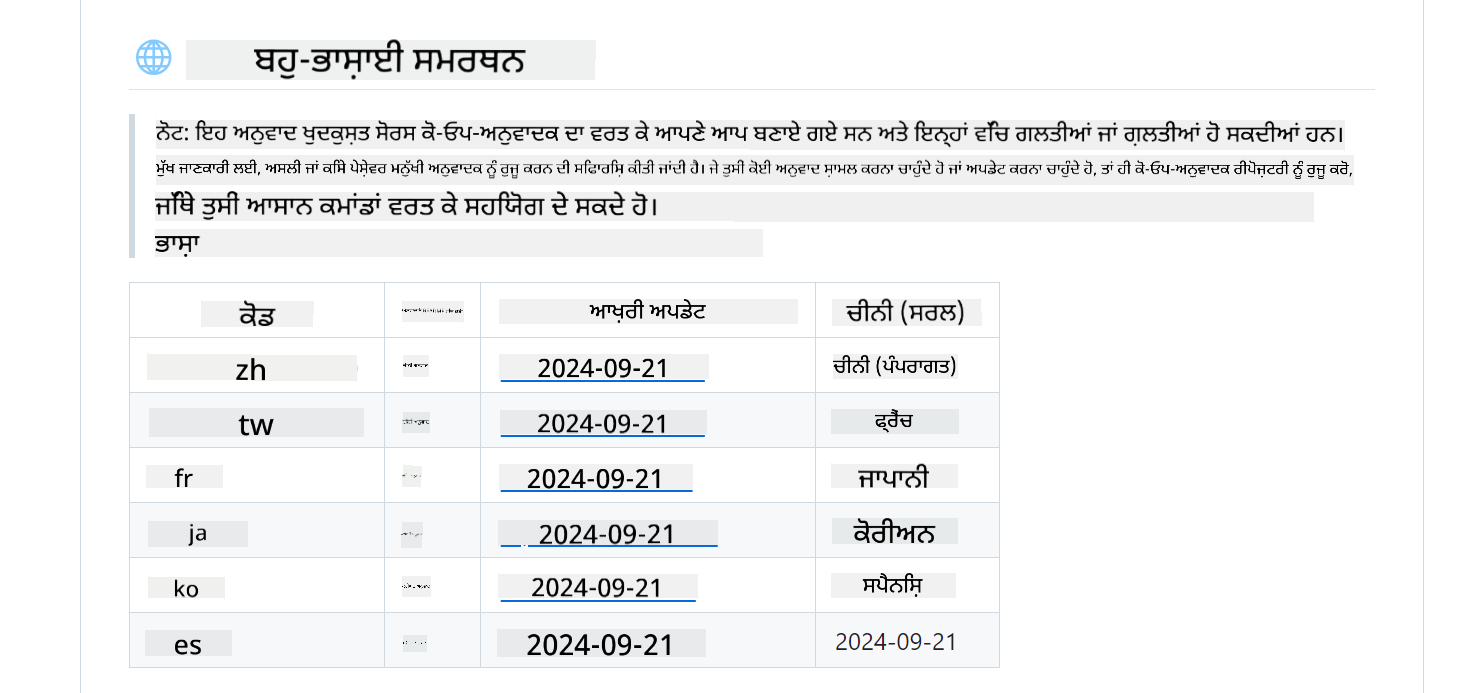 ਬਹੁ-ਭਾਸ਼ਾਈ ਸਮਰਥਨ
ਨੋਟ: ਇਹ ਅਨੁਵਾਦ ਖੁਦਕੁਸ਼ਤ ਸੋਰਸ ਕੋ-ਓਪ-ਅਨੁਵਾਦਕ ਦਾ ਵਰਤ ਕੇ ਆਪਣੇ ਆਪ ਬਣਾਏ ਗਏ ਸਨ ਅਤੇ ਇਨ੍ਹਾਂ ਵਿੱਚ ਗਲਤੀਆਂ ਜਾਂ ਗ਼ਲਤੀਆਂ ਹੋ ਸਕਦੀਆਂ ਹਨ।
ਮੁੱਖ ਜਾਣਕਾਰੀ ਲਈ, ਅਸਲੀ ਜਾਂ ਕਿਸੇ ਪੇਸ਼ੇਵਰ ਮਨੁੱਖੀ ਅਨੁਵਾਦਕ ਨੂੰ ਰੁਜੂ ਕਰਨ ਦੀ ਸਿਫਾਰਸ਼ਿ ਕੀਤੀ ਜਾਂਦੀ ਹੈ। ਜੇ ਤੁਸੀ ਕੋਈ ਅਨੁਵਾਦ ਸ਼ਾਮਲ ਕਰਨਾ ਚਾਹੁੰਦੇ ਹੋ ਜਾਂ ਅਪਡੇਟ ਕਰਨਾ ਚਾਹੁੰਦੇ ਹੋ, ਤਾਂ ਹੀ ਕੋ-ਓਪ-ਅਨੁਵਾਦਕ ਰੀਪੋਜ਼ਟਰੀ ਨੂੰ ਰੁਜੂ ਕਰੋ,
ਜਿੱਥੇ ਤੁਸੀ ਆਸਾਨ ਕਮਾਂਡਾਂ ਵਰਤ ਕੇ ਸਹਿਯੋਗ ਦੇ ਸਕਦੇ ਹੋ।
ਭਾਸ਼ਾ
ਕੋਡ ਆਖ਼ਰੀ ਅਪਡੇਟ ਚੀਨੀ (ਸਰਲ)
zh 2024-09-21 ਚੀਨੀ (ਪੰਪਰਾਗਤ)
tw 2024-09-21 ਫ੍ਰੈਂਚ
fr 2024-09-21 ਜਾਪਾਨੀ
ja 2024-09-21 ਕੋਰੀਅਨ
ko 2024-09-21 ਸਪੈਨਸ਼ਿ
es 2024-09-21 2024-09-21